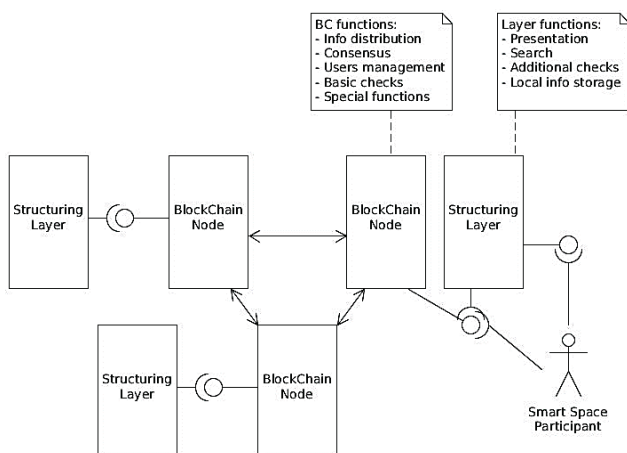 BC functions:
- Info distribution
- Consensus
- Users management
- Basic checks
- Special functions
Layer functions:
- Presentation
- Search
- Additional checks
- Local info storage
Structuring
Layer
BlockChain
Node
BlockChain
Node
Structuring
Layer
Structuring
Layer
BlockChain
Node
Smart Space
Participant